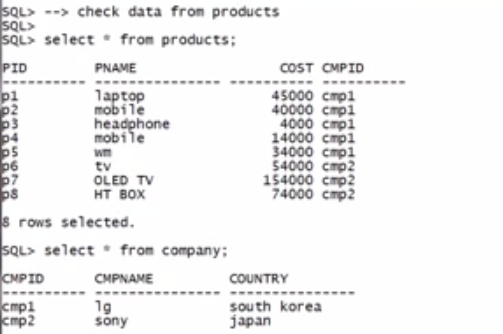 SQL> --> check data from products
SQL>
SQL> select * from products;
PID PNAME COST CMPID
---------- -------------------- ---------- ----------
p1 laptop 45000 cmp1
p2 mobile 40000 cmp1
p3 headphone 4000 cmp1
p4 mobile 14000 cmp1
p5 wm 34000 cmp1
p6 tv 54000 cmp2
p7 OLED TV 154000 cmp2
p8 HT BOX 74000 cmp2
8 rows selected.
SQL> select * from company;
CMPID CMPNAME COUNTRY
---------- --------------- ---------------
cmp1 lg south korea
cmp2 sony japan